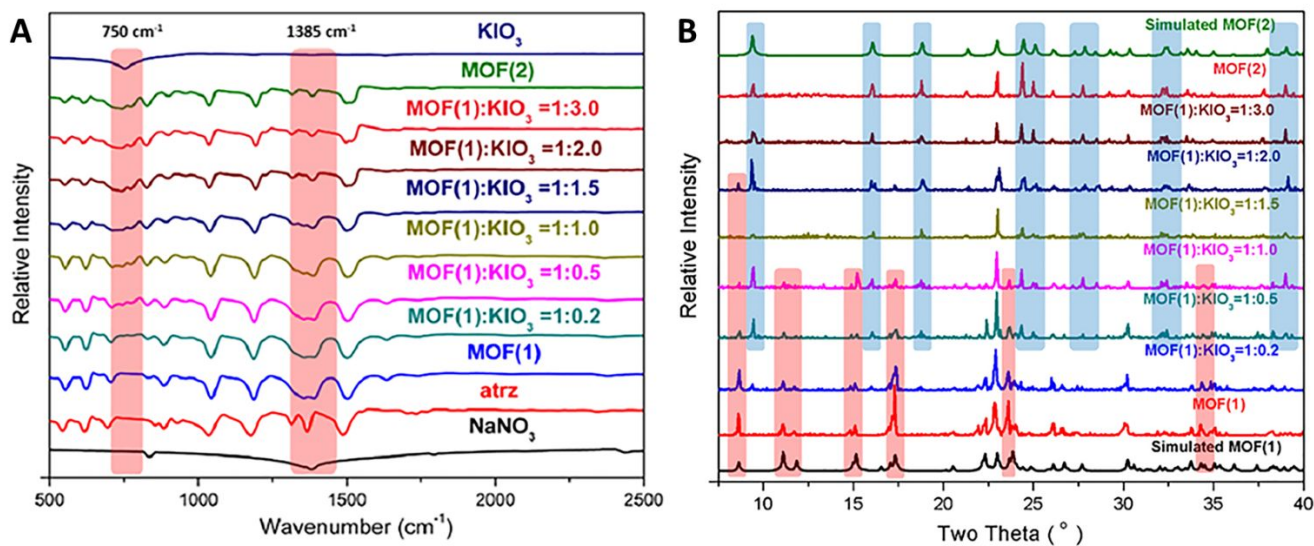 A
750 cm⁻¹
1385 cm⁻¹
KIO₃
MOF(2)
MOF(1):KIO₃ =1:3.0
MOF(1):KIO₃ =1:2.0
MOF(1):KIO₃ =1:1.5
MOF(1):KIO₃ =1:1.0
MOF(1):KIO₃ =1:0.5
MOF(1):KIO₃ =1:0.2
MOF(1)
atrz
NaNO₃
Relative Intensity
500
1000
1500
2000
2500
Wavenumber (cm⁻¹)
B
Simulated MOF(2)
MOF(2)
MOF(1):KIO₃=1:3.0
MOF(1):KIO₃=1:2.0
MOF(1):KIO₃=1:1.5
MOF(1):KIO₃=1:1.0
MOF(1):KIO₃=1:0.5
MOF(1):KIO₃=1:0.2
MOF(1)
Simulated MOF(1)
Relative Intensity
10
15
20
25
30
35
40
Two Theta ( ° )